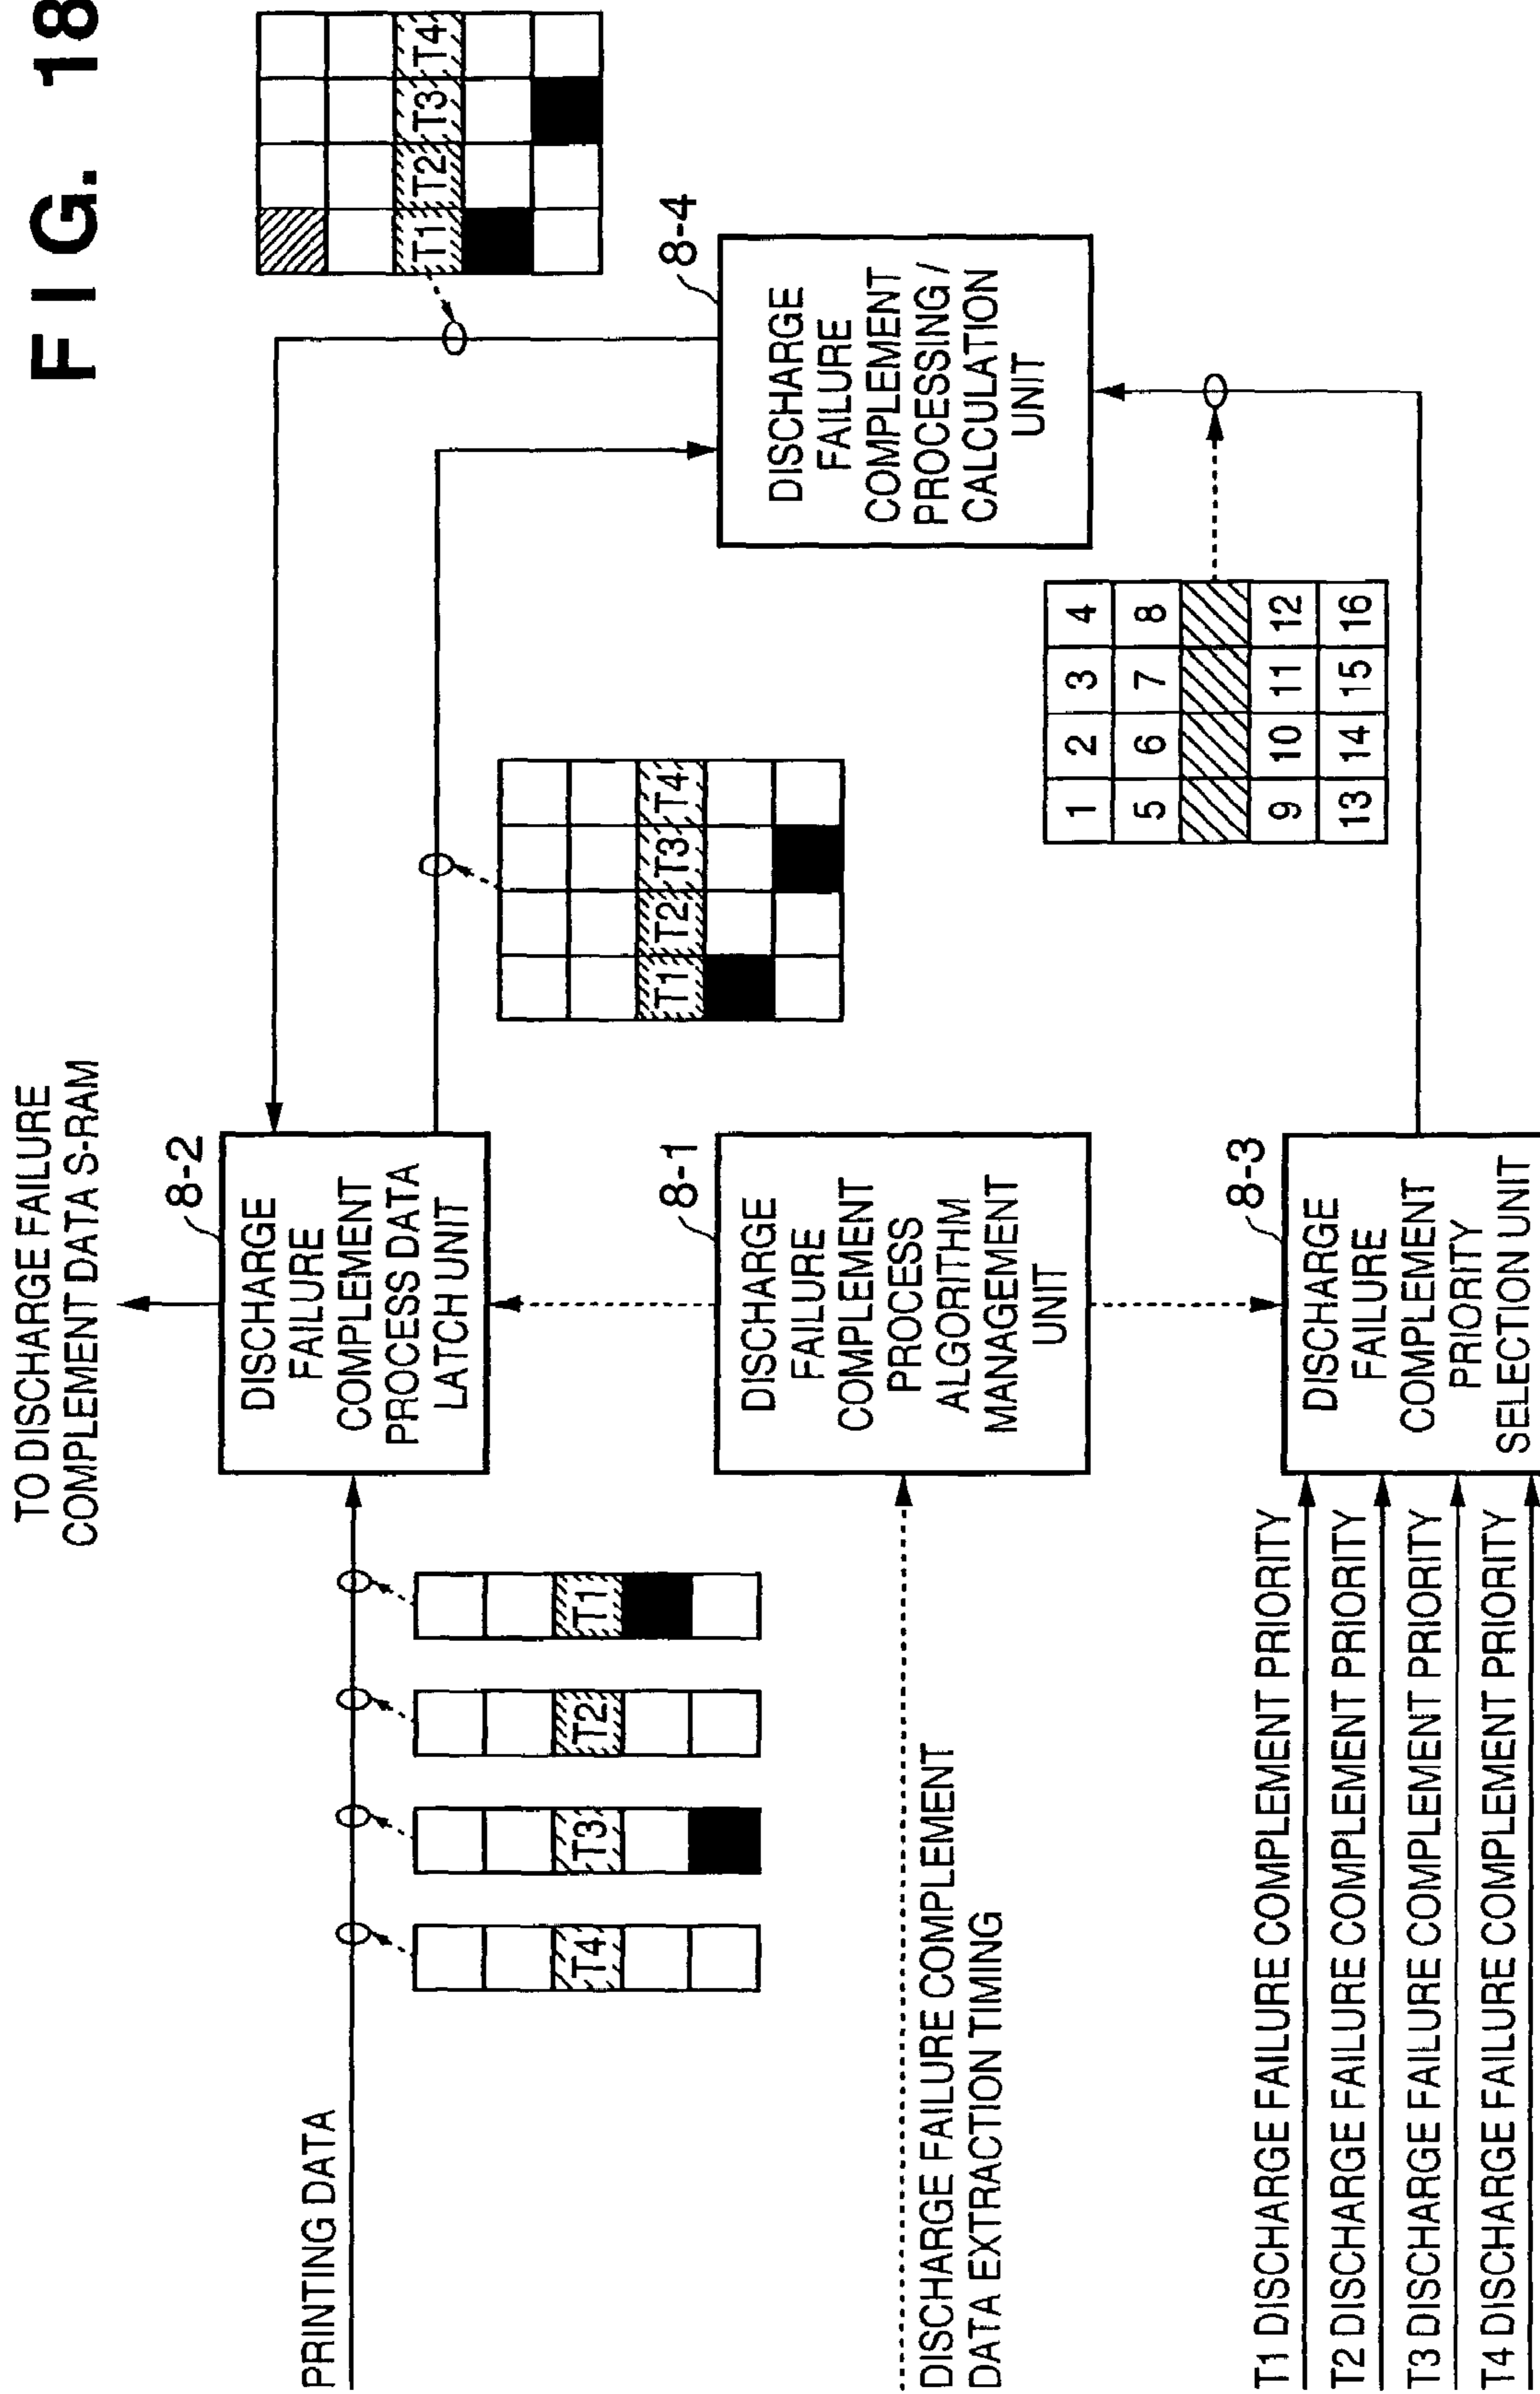 FIG. 18
TO DISCHARGE FAILURE
COMPLEMENT DATA S-RAM
PRINTING DATA
T4
T3
T2
T1
8-2
DISCHARGE
FAILURE
COMPLEMENT
PROCESS DATA
LATCH UNIT
T1 T2 T3 T4
T1 T2 T3 T4
DISCHARGE FAILURE COMPLEMENT
DATA EXTRACTION TIMING
8-1
DISCHARGE
FAILURE
COMPLEMENT
PROCESS
ALGORITHM
MANAGEMENT
UNIT
8-4
DISCHARGE
FAILURE
COMPLEMENT
PROCESSING /
CALCULATION
UNIT
1 2 3 4
5 6 7 8
9 10 11 12
13 14 15 16
T1 DISCHARGE FAILURE COMPLEMENT PRIORITY
T2 DISCHARGE FAILURE COMPLEMENT PRIORITY
T3 DISCHARGE FAILURE COMPLEMENT PRIORITY
T4 DISCHARGE FAILURE COMPLEMENT PRIORITY
8-3
DISCHARGE
FAILURE
COMPLEMENT
PRIORITY
SELECTION UNIT